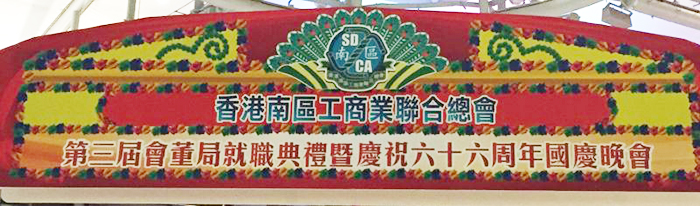 SD
南區
CA
香港南區工商業聯合總會
第三屆會董局就職典禮暨慶祝六十六周年國慶晚會